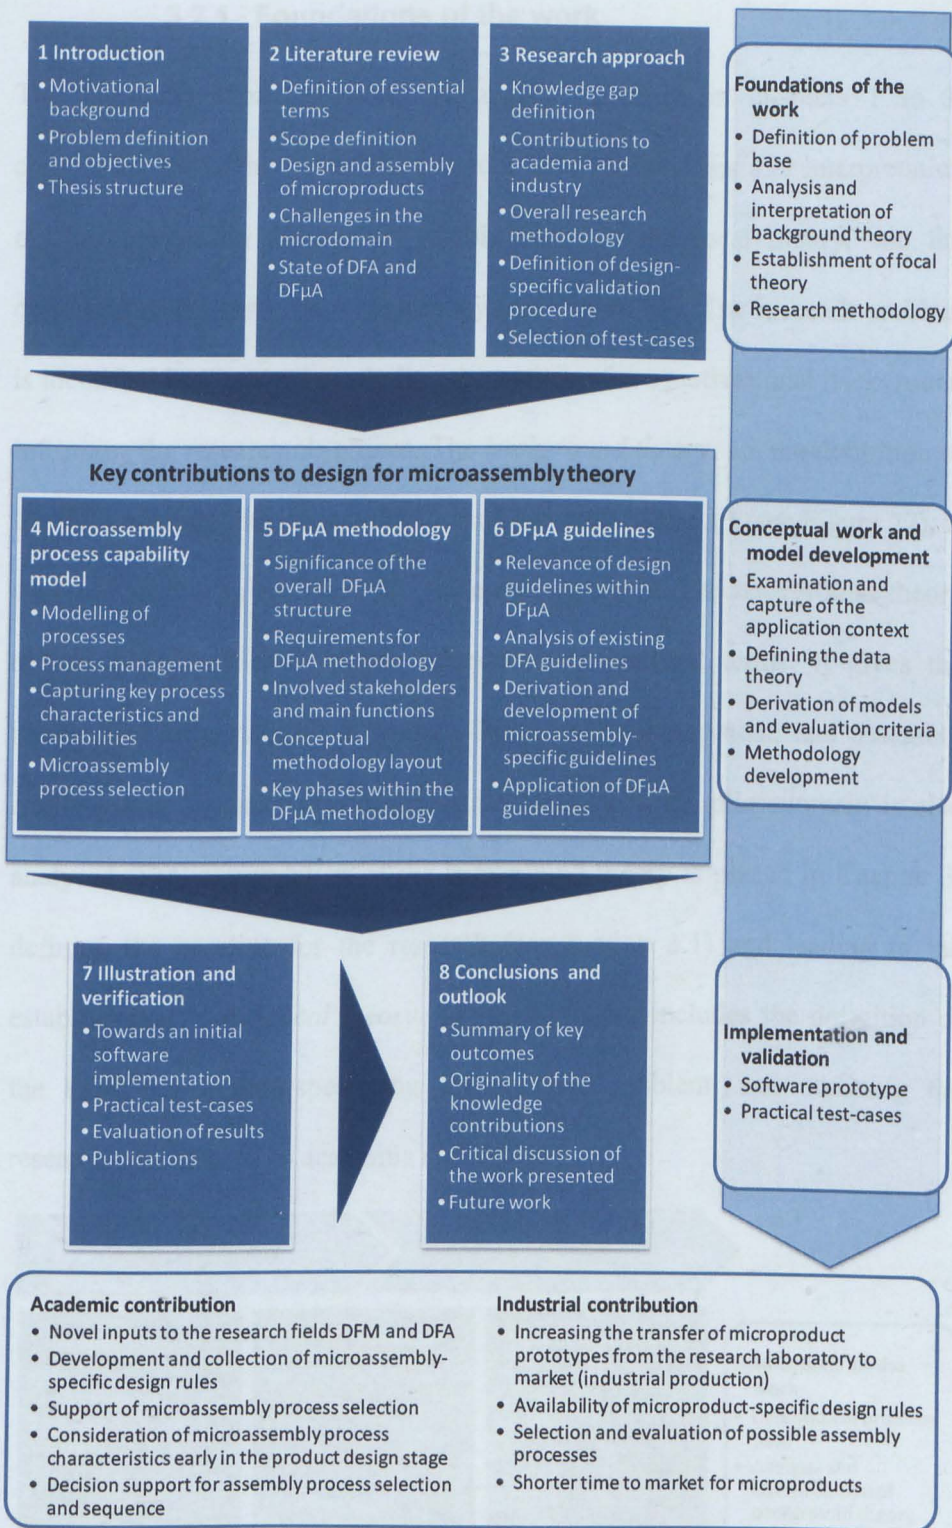 1 Introduction
• Motivational
background
• Problem definition
and objectives
• Thesis structure
2 Literature review
• Definition of essential
terms
• Scope definition
• Design and assembly
of microproducts
• Challenges in the
microdomain
• State of DFA and
DFµA
3 Research approach
• Knowledge gap
definition
• Contributions to
academia and
industry
• Overall research
methodology
• Definition of design-
specific validation
procedure
• Selection of test-cases
Foundations of the
work
• Definition of problem
base
• Analysis and
interpretation of
background theory
• Establishment of focal
theory
• Research methodology
Key contributions to design for microassembly theory
4 Microassembly
process capability
model
• Modelling of
processes
• Process management
• Capturing key process
characteristics and
capabilities
• Microassembly
process selection
5 DFµA methodology
• Significance of the
overall DFµA
structure
• Requirements for
DFµA methodology
• Involved stakeholders
and main functions
• Conceptual
methodology layout
• Key phases within the
DFµA methodology
6 DFµA guidelines
• Relevance of design
guidelines within
DFµA
• Analysis of existing
DFA guidelines
• Derivation and
development of
microassembly-
specific guidelines
• Application of DFµA
guidelines
Conceptual work and
model development
• Examination and
capture of the
application context
• Defining the data
theory
• Derivation of models
and evaluation criteria
• Methodology
development
7 Illustration and
verification
• Towards an initial
software
implementation
• Practical test-cases
• Evaluation of results
• Publications
8 Conclusions and
outlook
• Summary of key
outcomes
• Originality of the
knowledge
contributions
• Critical discussion of
the work presented
• Future work
Implementation and
validation
• Software prototype
• Practical test-cases
Academic contribution
• Novel inputs to the research fields DFM and DFA
• Development and collection of microassembly-
specific design rules
• Support of microassembly process selection
• Consideration of microassembly process
characteristics early in the product design stage
• Decision support for assembly process selection
and sequence
Industrial contribution
• Increasing the transfer of microproduct
prototypes from the research laboratory to
market (industrial production)
• Availability of microproduct-specific design rules
• Selection and evaluation of possible assembly
processes
• Shorter time to market for microproducts